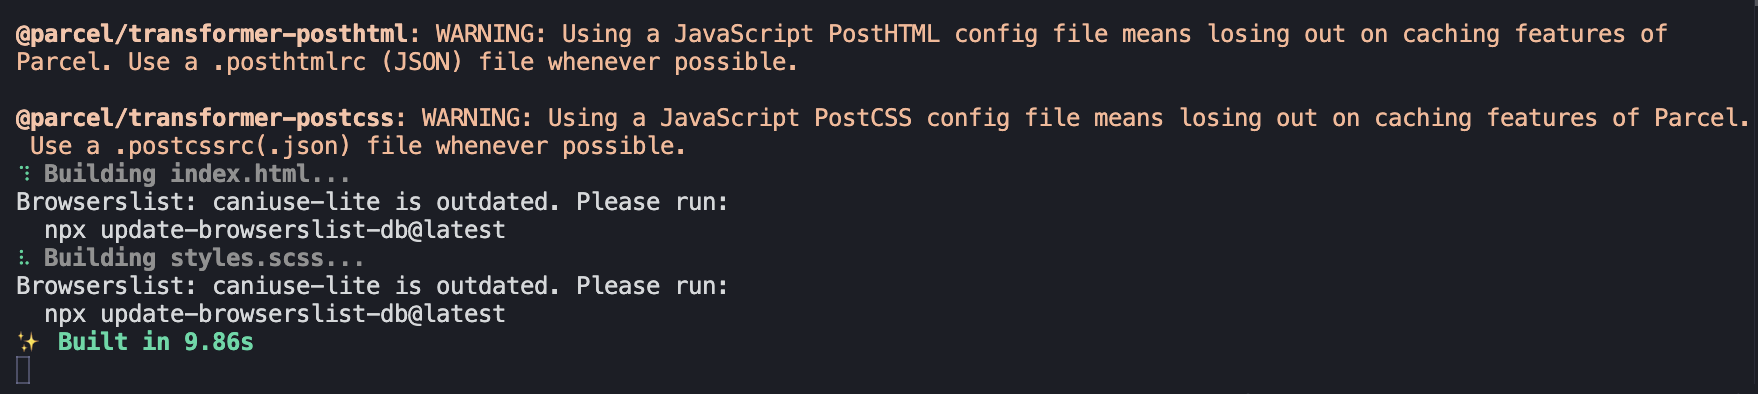 @parcel/transformer-posthtml: WARNING: Using a JavaScript PostHTML config file means losing out on caching features of
Parcel. Use a .posthtmlrc (JSON) file whenever possible.
@parcel/transformer-postcss: WARNING: Using a JavaScript PostCSS config file means losing out on caching features of Parcel.
Use a .postcssrc(.json) file whenever possible.
Building index.html...
Browserslist: caniuse-lite is outdated. Please run:
npx update-browserslist-db@latest
Building styles.scss...
Browserslist: caniuse-lite is outdated. Please run:
npx update-browserslist-db@latest
✨ Built in 9.86s